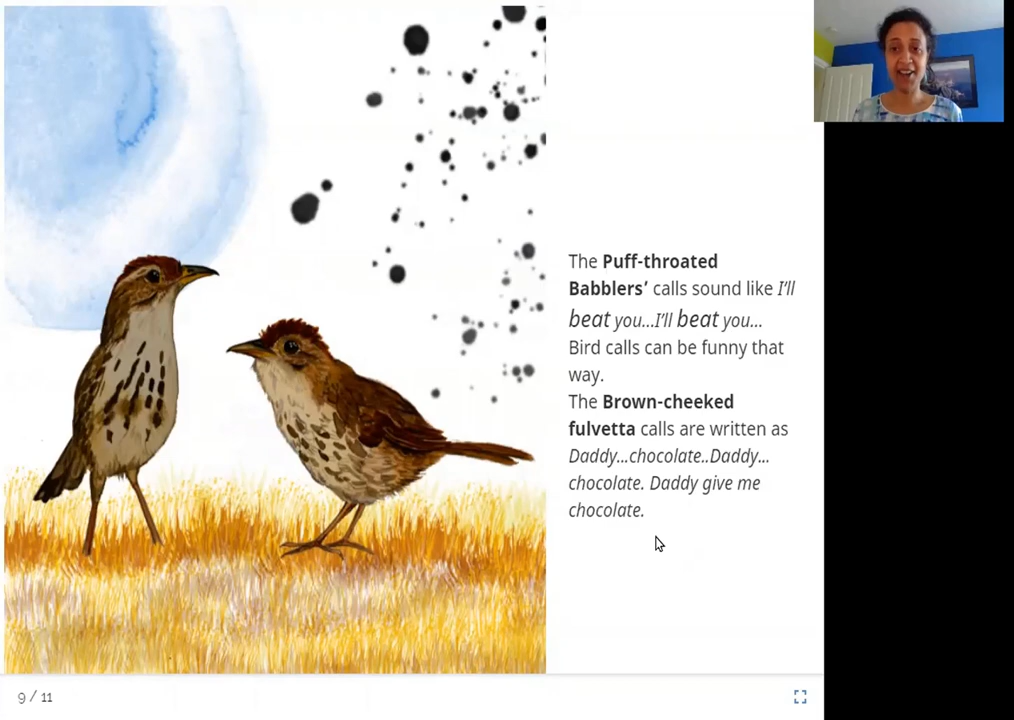 The Puff-throated
Babblers’ calls sound like I’ll
beat you...I’ll beat you...
Bird calls can be funny that
way.
The Brown-cheeked
fulvetta calls are written as
Daddy...chocolate..Daddy...
chocolate. Daddy give me
chocolate.
9 / 11